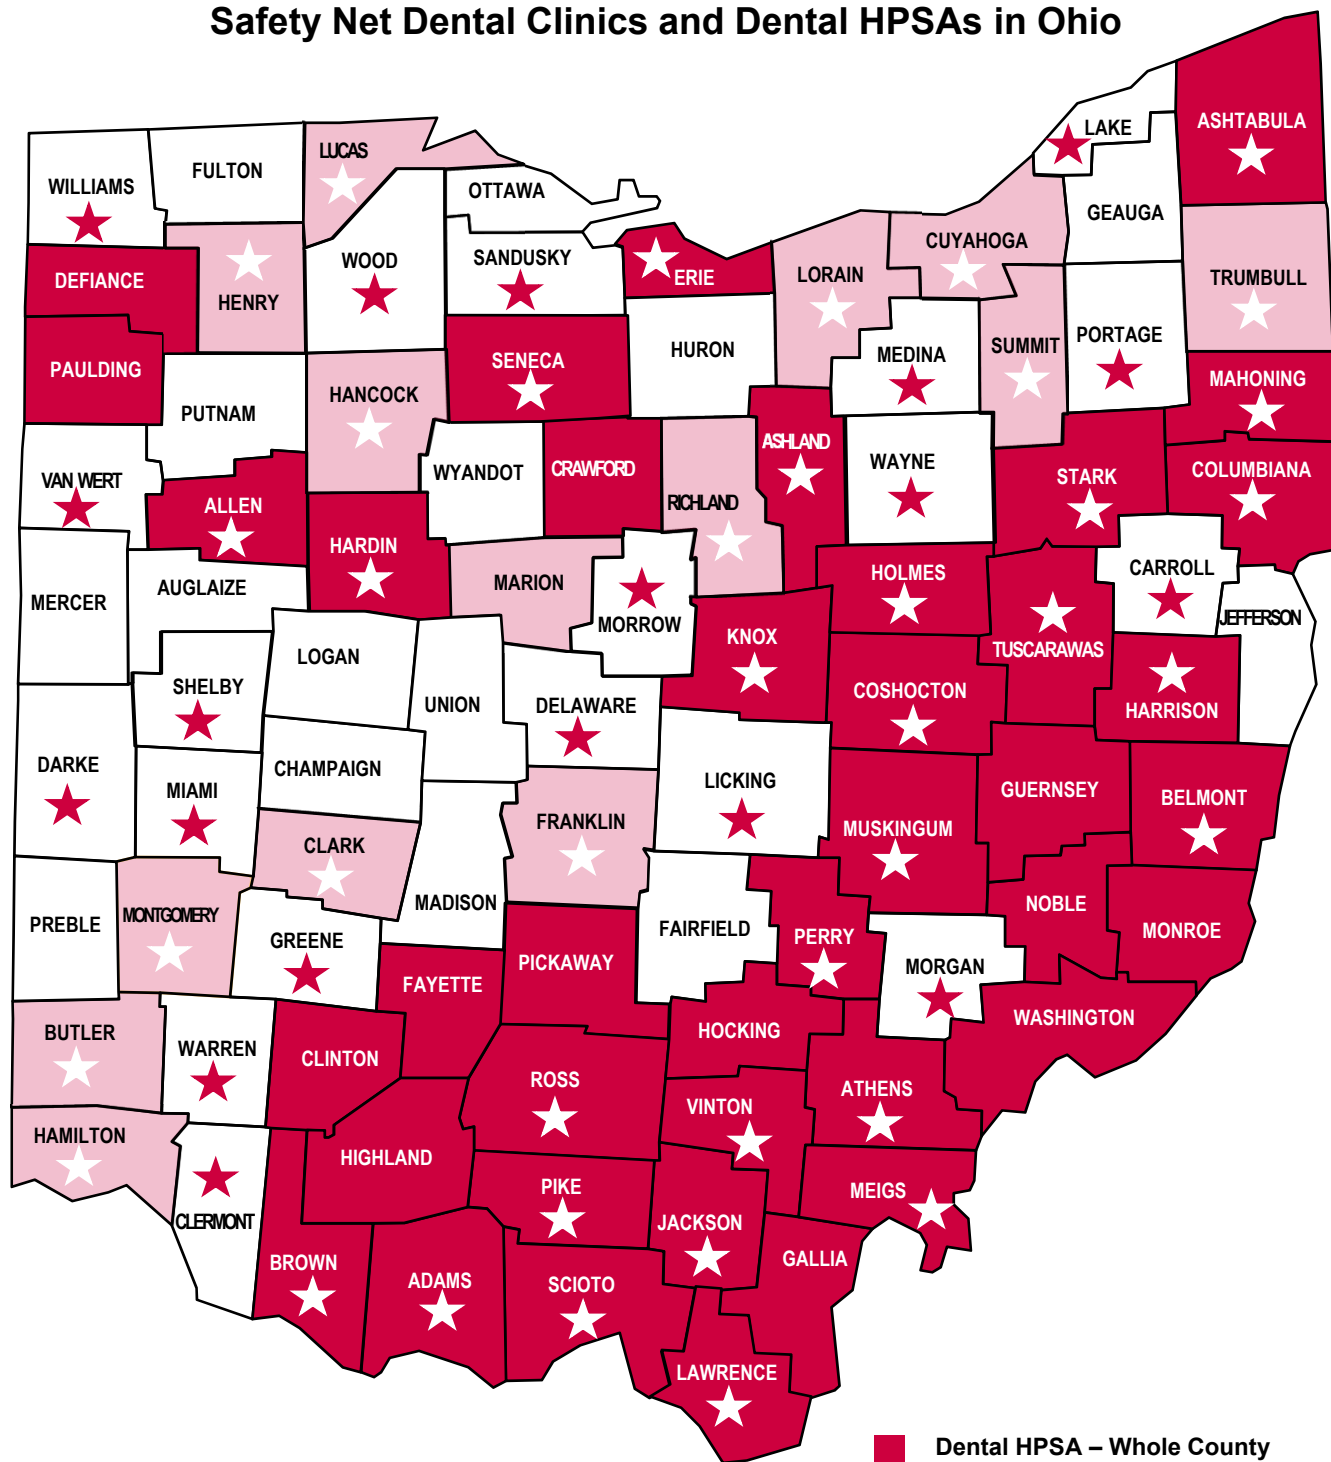 Safety Net Dental Clinics and Dental HPSAs in Ohio
LAKE
ASHTABULA
LUCAS
FULTON
WILLIAMS
OTTAWA
GEAUGA
CUYAHOGA
WOOD
SANDUSKY
ERIE
LORAIN
TRUMBULL
DEFIANCE
HENRY
PORTAGE
SUMMIT
HURON
MEDINA
SENECA
PAULDING
MAHONING
HANCOCK
PUTNAM
ASHLAND
WAYNE
CRAWFORD
WYANDOT
COLUMBIANA
STARK
VAN WERT
RICHLAND
ALLEN
HARDIN
CARROLL
HOLMES
MARION
AUGLAIZE
MERCER
JEFFERSON
MORROW
KNOX
TUSCARAWAS
LOGAN
SHELBY
COSHOCTON
UNION
DELAWARE
HARRISON
DARKE
CHAMPAIGN
LICKING
MIAMI
GUERNSEY
BELMONT
FRANKLIN
MUSKINGUM
CLARK
MADISON
NOBLE
MONTGOMERY
PREBLE
FAIRFIELD
MONROE
GREENE
PERRY
PICKAWAY
MORGAN
FAYETTE
WASHINGTON
HOCKING
BUTLER
WARREN
CLINTON
ROSS
ATHENS
VINTON
HAMILTON
HIGHLAND
PIKE
MEIGS
CLERMONT
JACKSON
GALLIA
BROWN
ADAMS
SCIOTO
LAWRENCE
Dental HPSA – Whole County